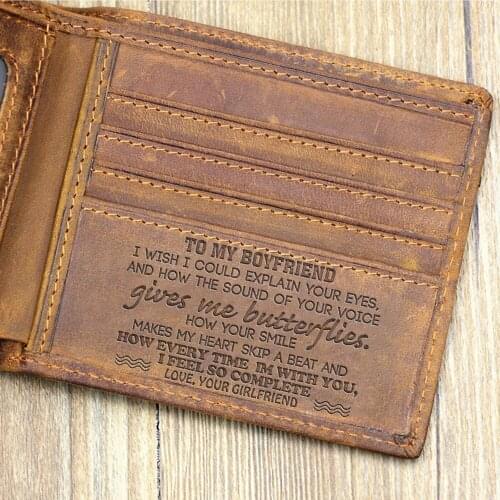 TO MY BOYFRIEND
I WISH I COULD EXPLAIN YOUR EYES,
AND HOW THE SOUND OF YOUR VOICE
gives me butterflies.
HOW YOUR SMILE
MAKES MY HEART SKIP A BEAT AND
HOW EVERY TIME IM WITH YOU,
I FEEL SO COMPLETE
LOVE, YOUR GIRLFRIEND